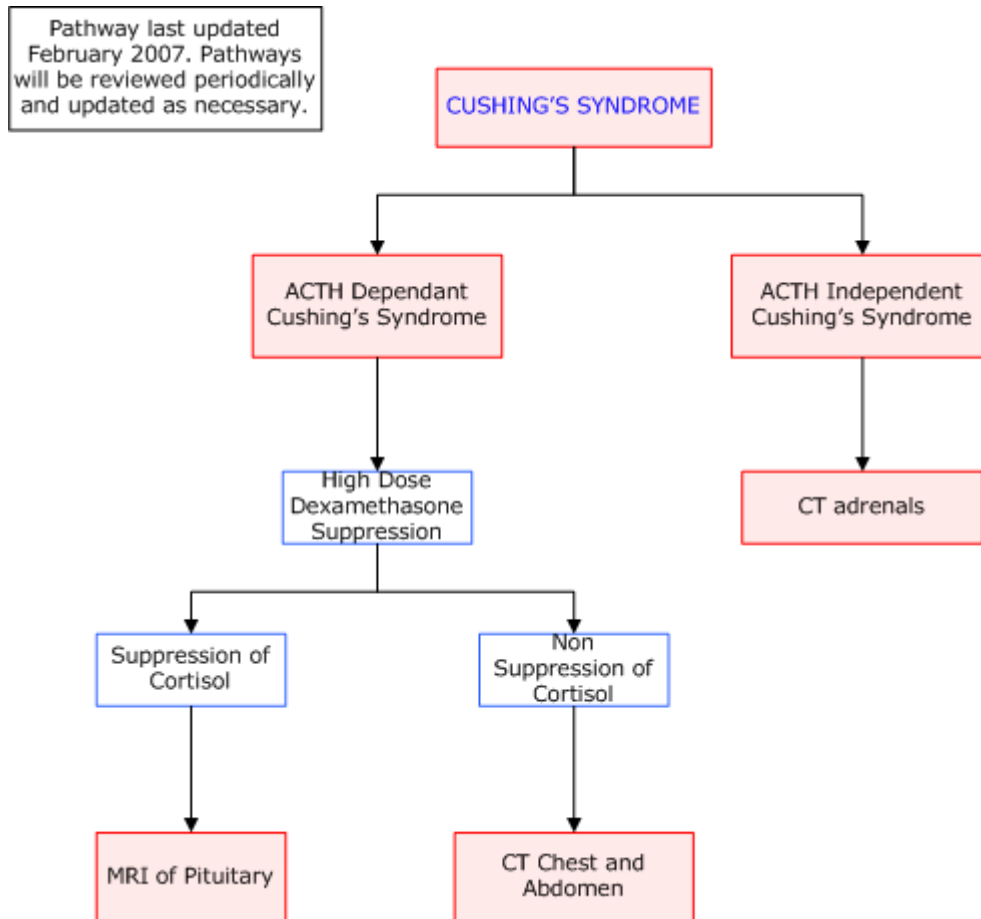 Pathway last updated
February 2007. Pathways
will be reviewed periodically
and updated as necessary.
CUSHING’S SYNDROME
ACTH Dependant
Cushing’s Syndrome
ACTH Independent
Cushing’s Syndrome
High Dose
Dexamethasone
Suppression
CT adrenals
Suppression of
Cortisol
Non
Suppression of
Cortisol
MRI of Pituitary
CT Chest and
Abdomen